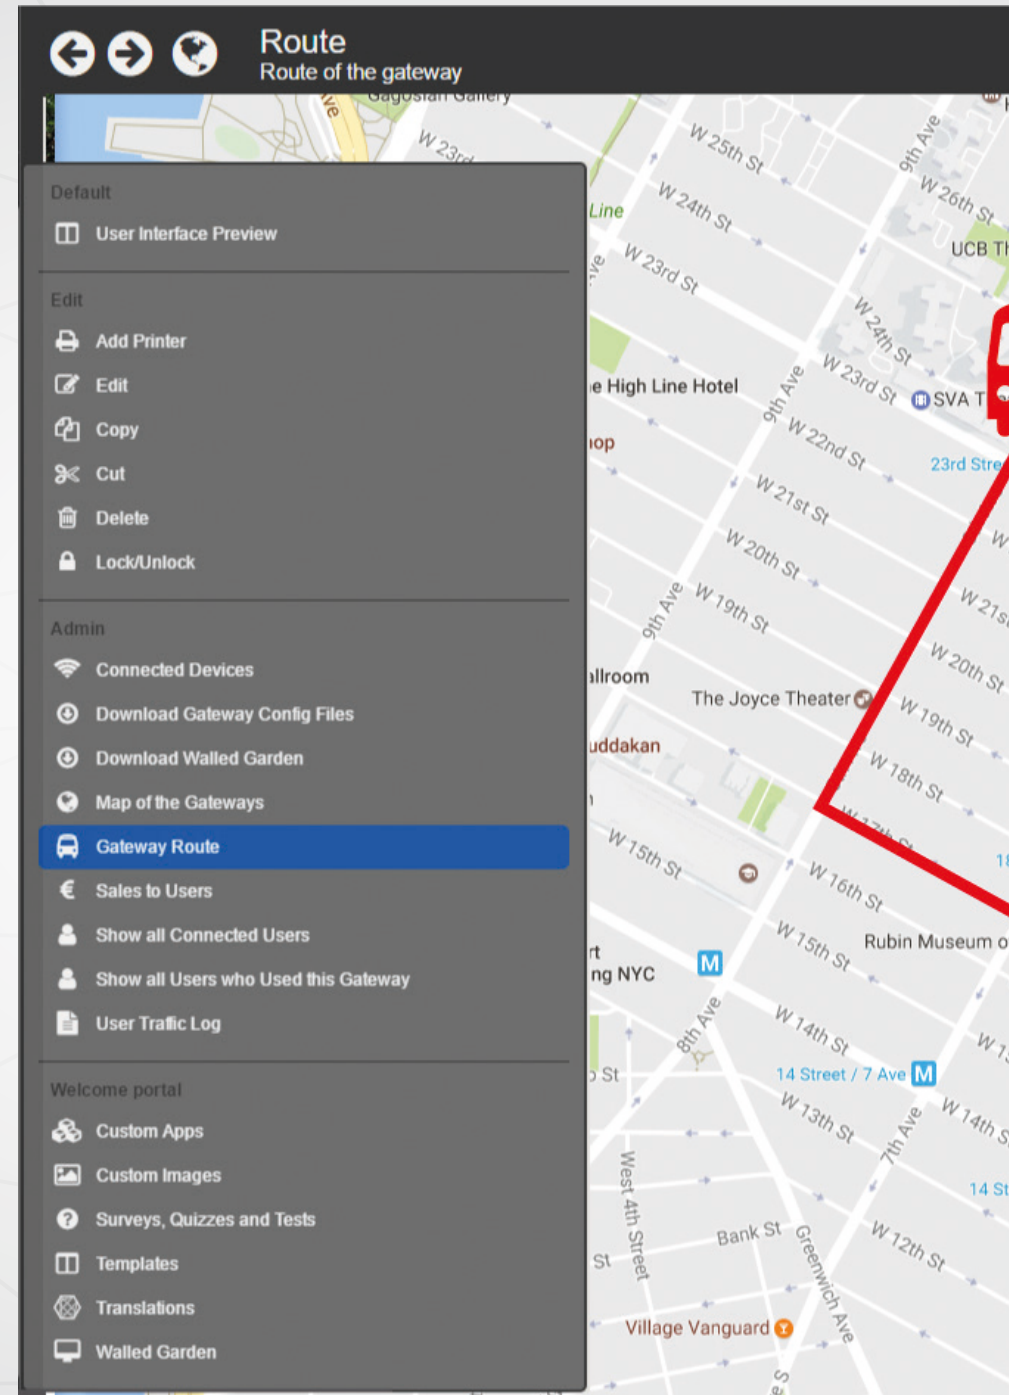 Route
Route of the gateway
Default
User Interface Preview
Edit
Add Printer
Edit
Copy
Cut
Delete
Lock/Unlock
Admin
Connected Devices
Download Gateway Config Files
Download Walled Garden
Map of the Gateways
Gateway Route
Sales to Users
Show all Connected Users
Show all Users who Used this Gateway
User Traffic Log
Welcome portal
Custom Apps
Custom Images
Surveys, Quizzes and Tests
Templates
Translations
Walled Garden
Gagosian Gallery
W 23rd
W 25th St
9th Ave
W 26th St
W 24th St
Line
UCB
W 23rd St
W 24th St
W 23rd St
SVA
High Line Hotel
9th Ave
W 22nd St
23rd
W 21st St
W 20th St
W 19th St
9th Ave
W 20th St
The Joyce Theater
W 19th St
W 18th St
W 17th St
W 15th St
W 16th St
Rubin Museum
W 15th St
ng NYC
M
8th Ave
W 14th St
14 Street / 7 Ave M
W 13th St
7th Ave
W 14th
West 4th Street
14
Bank St
St
W 12th St
Greenwich Ave
Village Vanguard